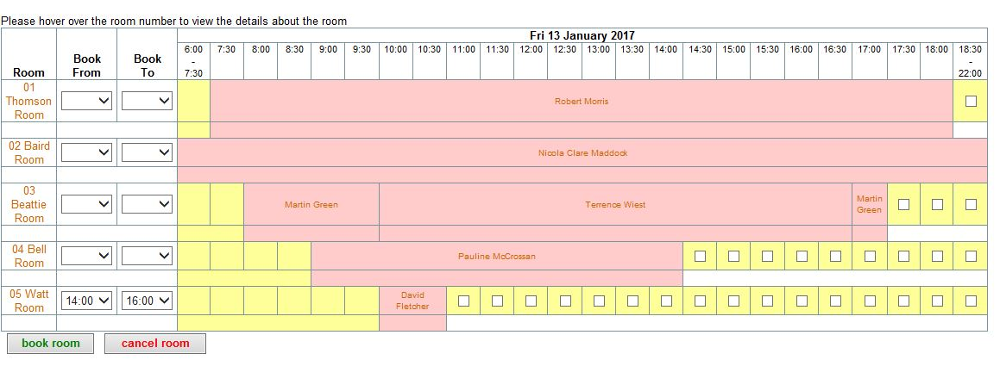 Please hover over the room number to view the details about the room
Fri 13 January 2017
Room Book From Book To 6:00 - 7:30 7:30 8:00 8:30 9:00 9:30 10:00 10:30 11:00 11:30 12:00 12:30 13:00 13:30 14:00 14:30 15:00 15:30 16:00 16:30 17:00 17:30 18:00 18:30 - 22:00
01 Thomson Room Robert Morris
02 Baird Room Nicola Clare Maddock
03 Beattie Room Martin Green Terrence Wiest Martin Green
04 Bell Room Pauline McCrossan
05 Watt Room 14:00 16:00 David Fletcher
book room cancel room